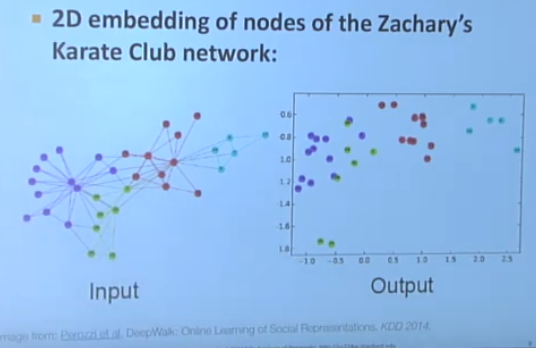 2D embedding of nodes of the Zachary's
Karate Club network:
0.6
0.8
1.0
1.2
1.4
1.6
1.8
-1.0 -0.5 0.0 0.5 1.0 1.5 2.0 2.5
Input
Output
mage from: Perozzi et al. DeepWalk: Online Learning of Social Representations. KDD 2014.